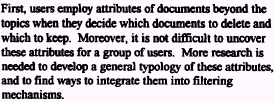 First, users employ attributes of documents beyond the
topics when they decide which documents to delete and
which to keep. Moreover, it is not difficult to uncover
these attributes for a group of users. More research is
needed to develop a general typology of these attributes,
and to find ways to integrate them into filtering
mechanisms.